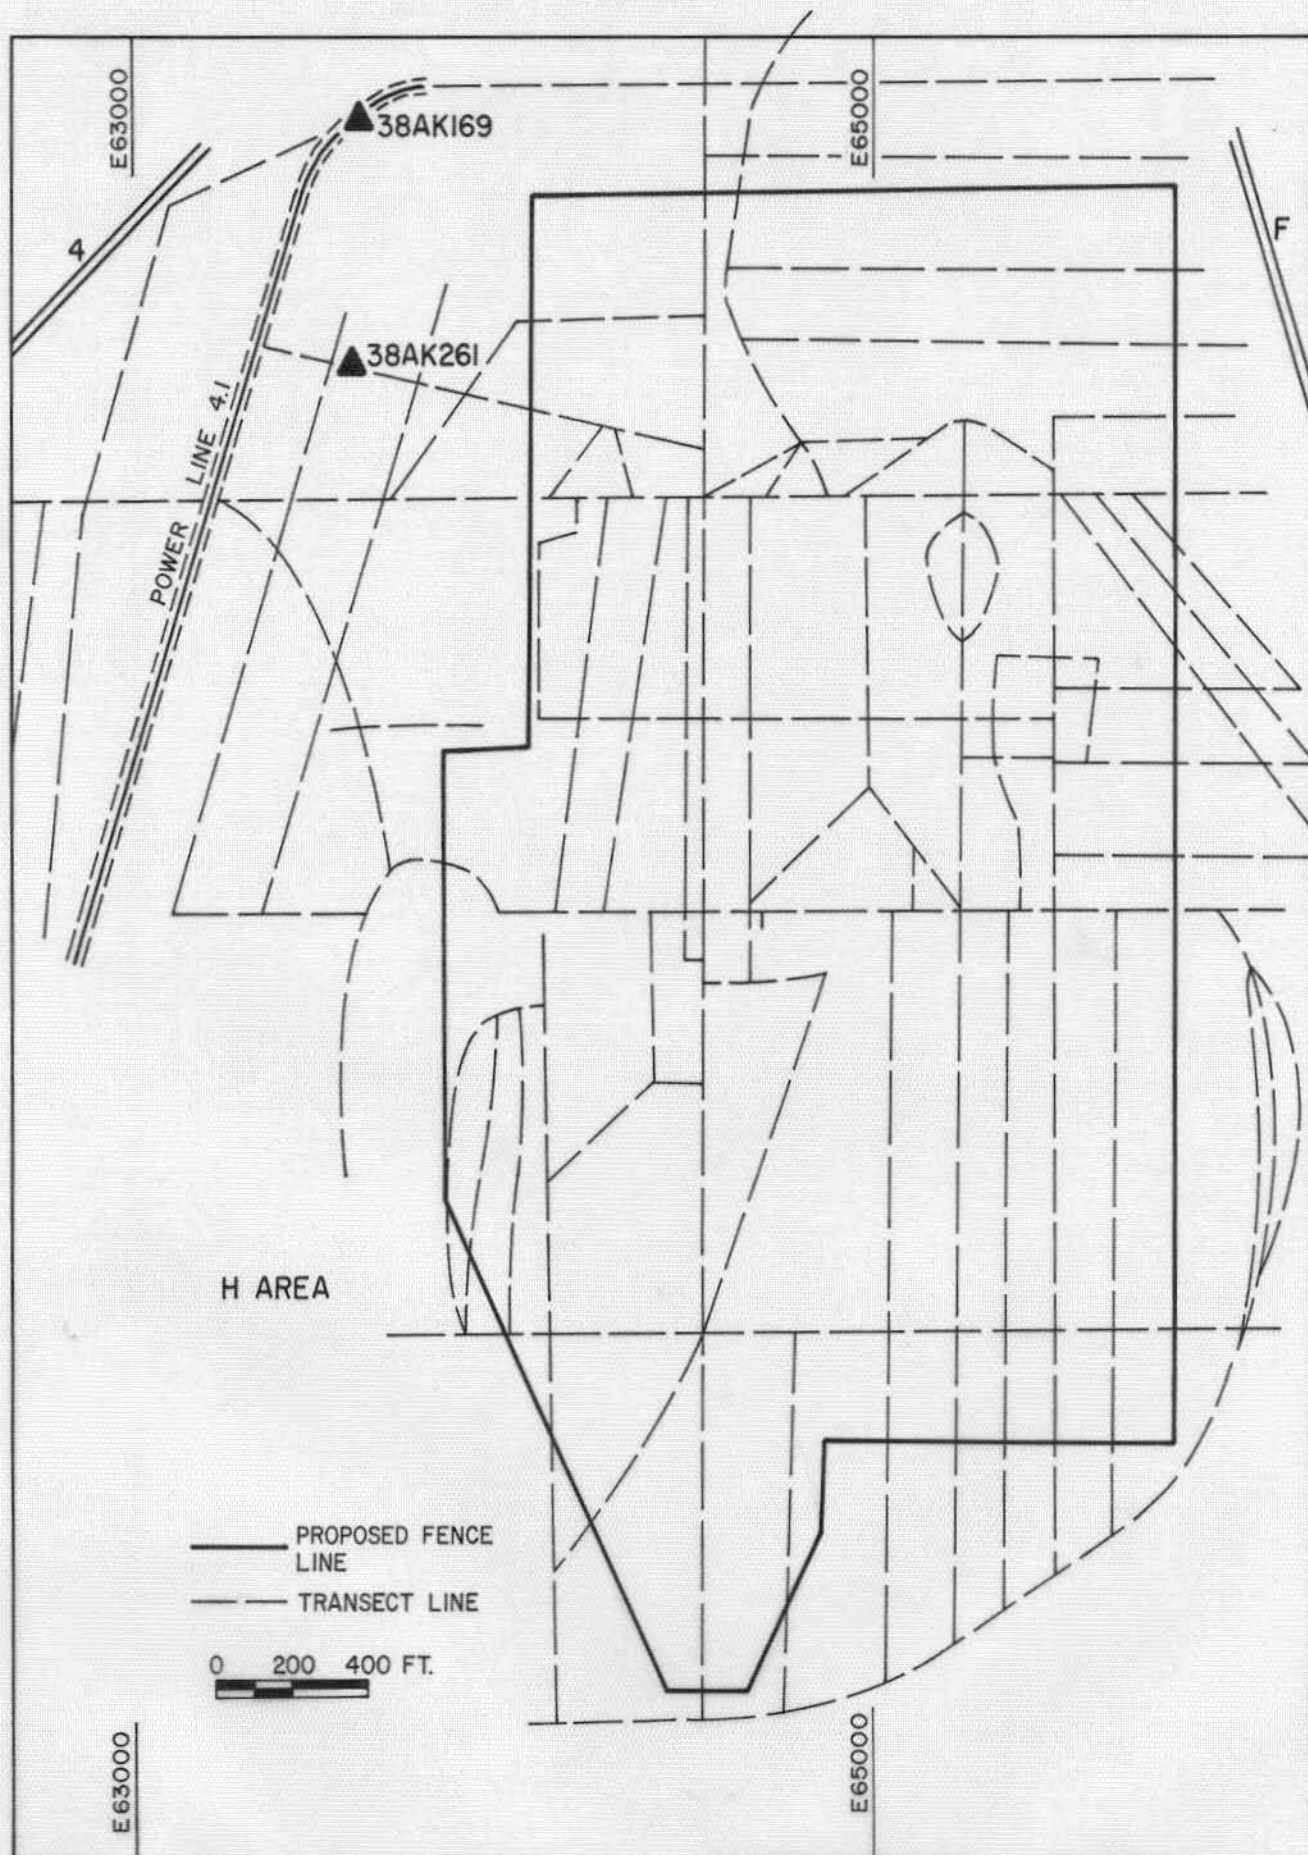 E63000
E65000
38AK169
4
F
38AK261
POWER LINE 4.1
H AREA
PROPOSED FENCE
LINE
TRANSECT LINE
0 200 400 FT.
E63000
E65000